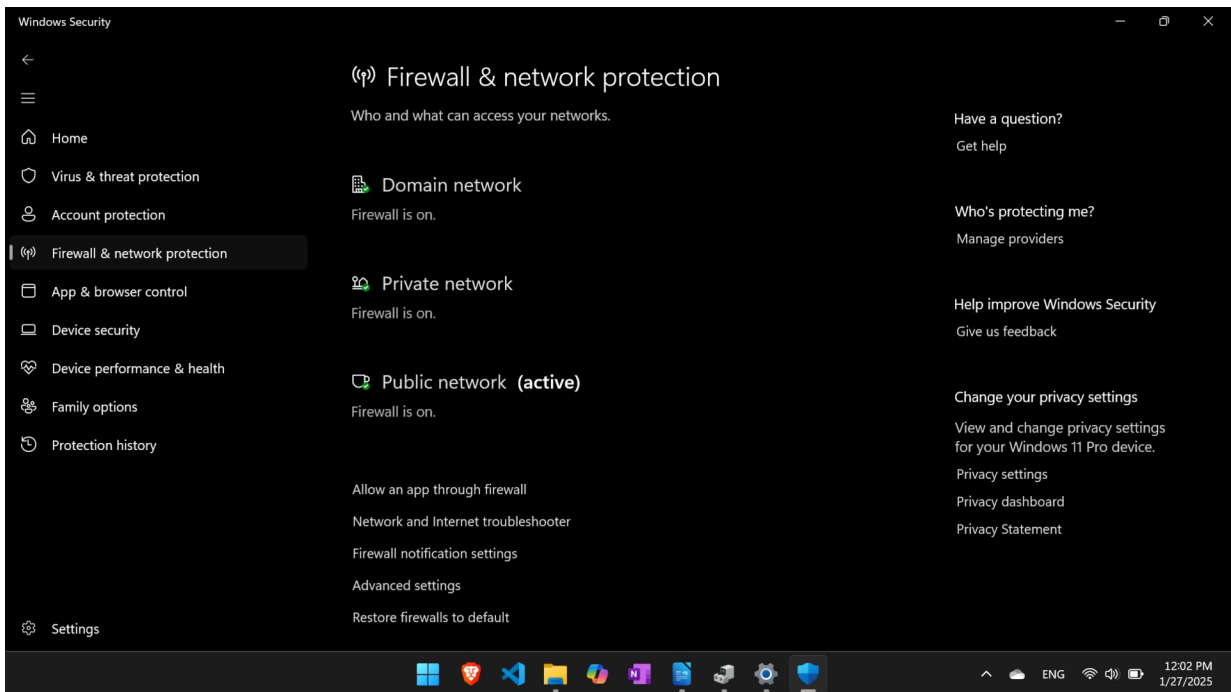 Windows Security
Home
Virus & threat protection
Account protection
Firewall & network protection
App & browser control
Device security
Device performance & health
Family options
Protection history
Settings
Firewall & network protection
Who and what can access your networks.
Domain network
Firewall is on.
Private network
Firewall is on.
Public network (active)
Firewall is on.
Allow an app through firewall
Network and Internet troubleshooter
Firewall notification settings
Advanced settings
Restore firewalls to default
Have a question?
Get help
Who's protecting me?
Manage providers
Help improve Windows Security
Give us feedback
Change your privacy settings
View and change privacy settings
for your Windows 11 Pro device.
Privacy settings
Privacy dashboard
Privacy Statement
ENG
12:02 PM
1/27/2025